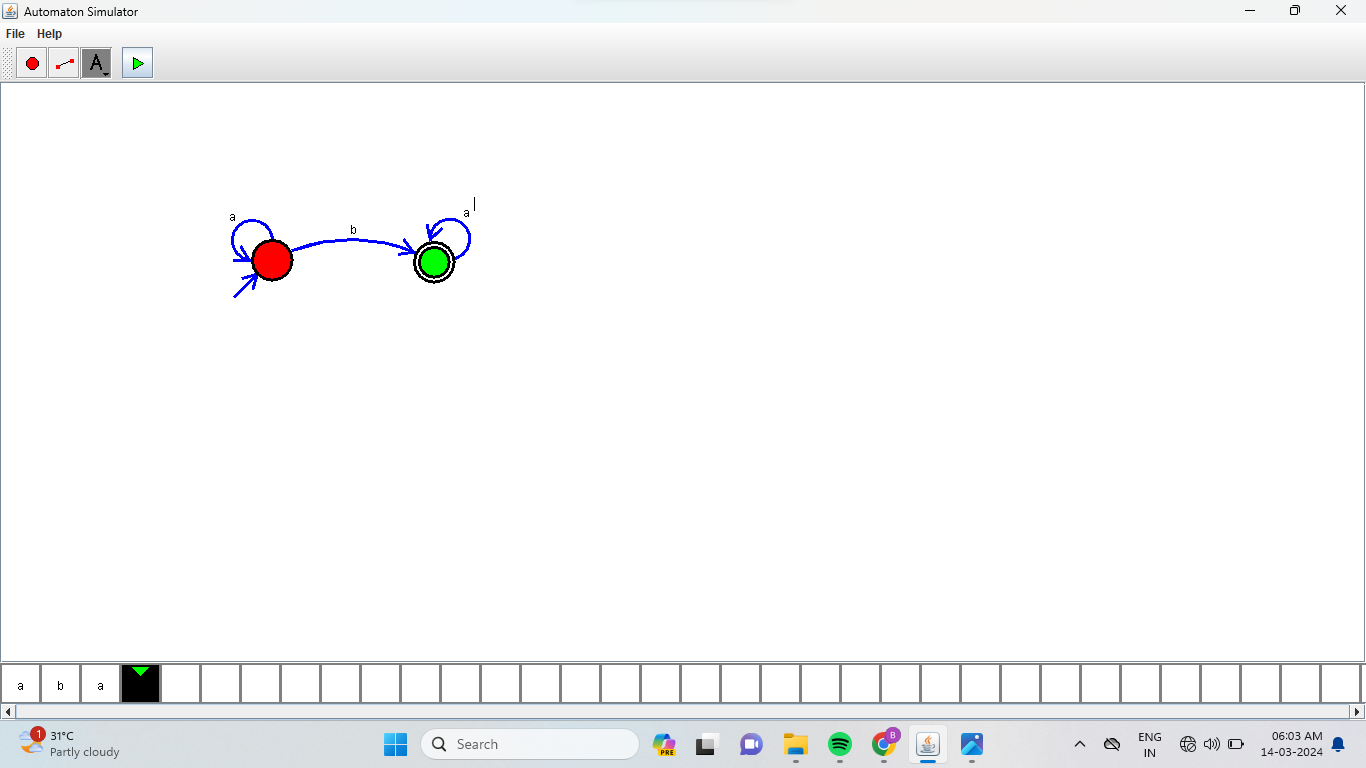 Automaton Simulator
File Help
A
a
b
a
a b a
1
31°C
Partly cloudy
Search
PRE
B
ENG
IN
06:03 AM
14-03-2024